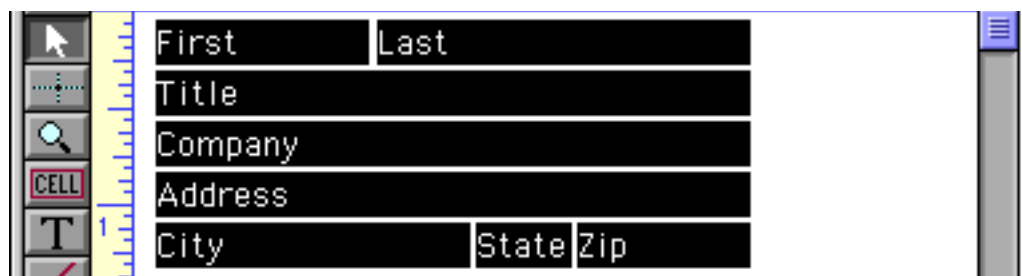 First Last
Title
Company
CELL
Address
T 1 City State Zip